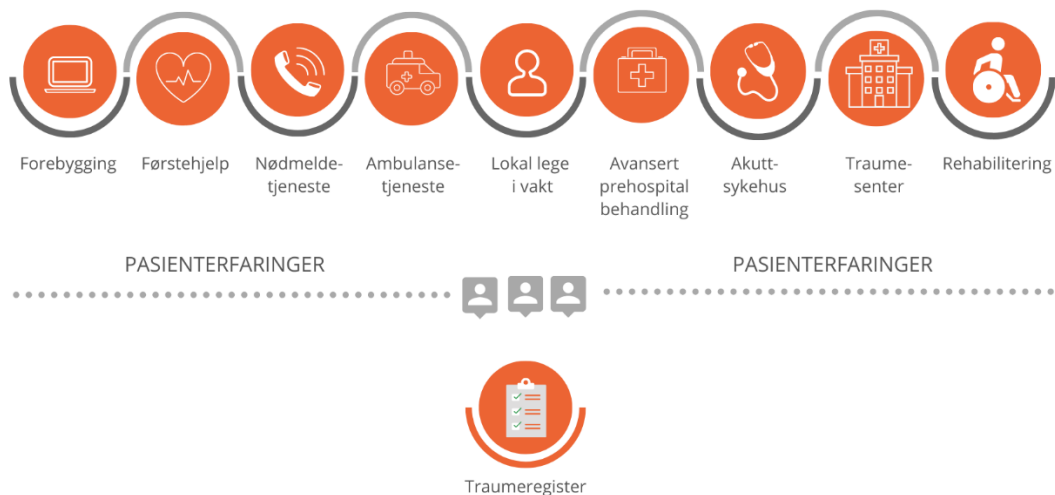 Forebygging
Førstehjelp
Nødmelde-
tjeneste
Ambulanse-
tjeneste
Lokal lege
i vakt
Avansert
prehospital
behandling
Akutt-
sykehus
Traume-
senter
Rehabilitering
PASIENTERFARINGER
PASIENTERFARINGER
Traumeregister